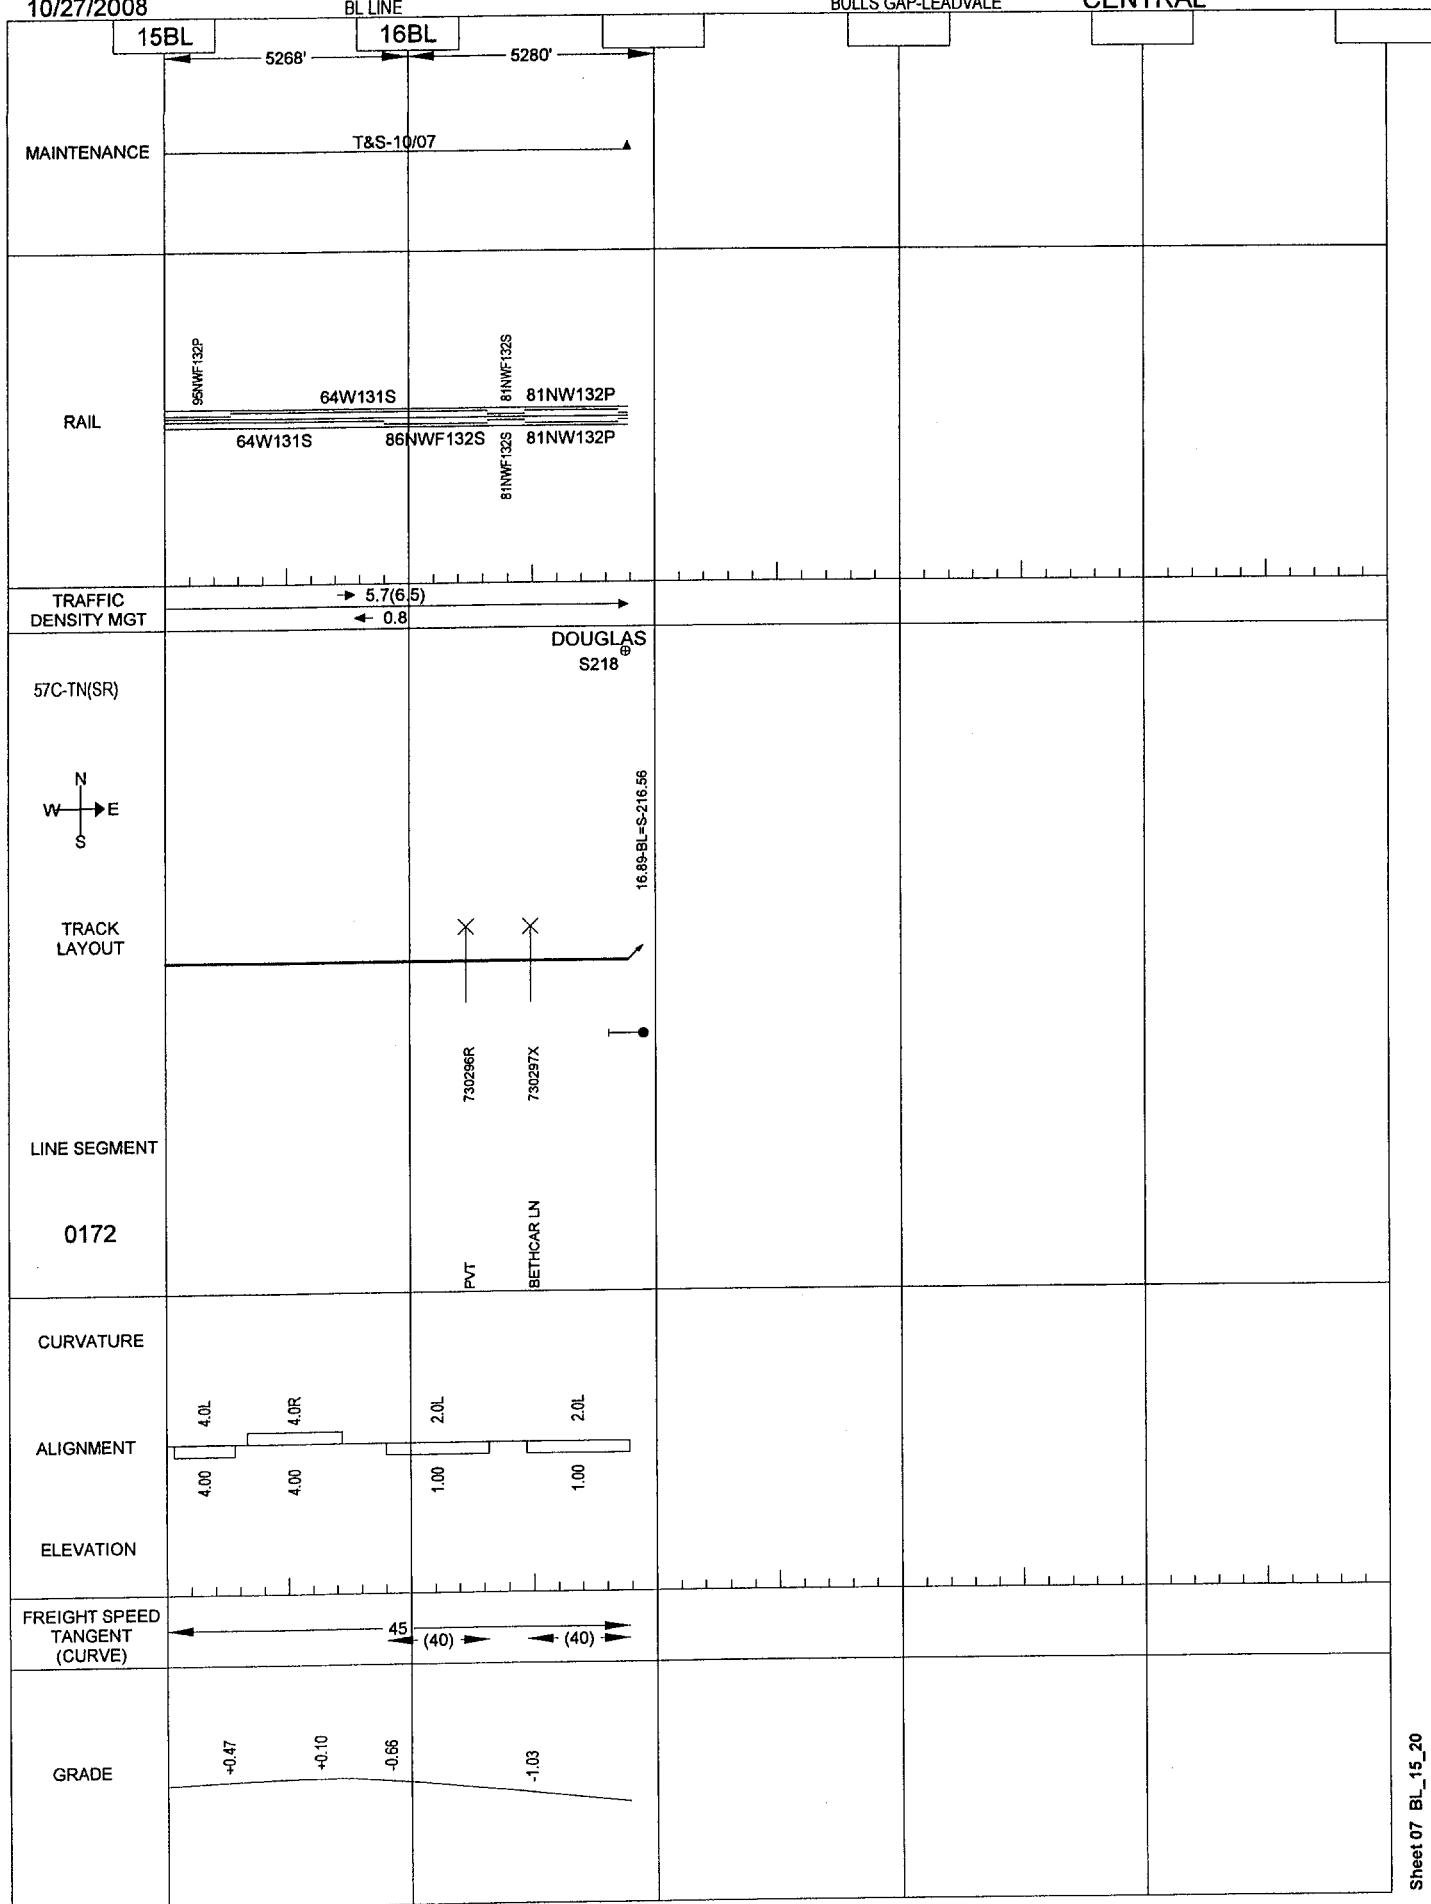 10/27/2008
BL LINE
BULLS GAP-LEADVALE
CENTRAL
15BL
16BL
5268'
5280'
MAINTENANCE
T&S-10/07
RAIL
95NWF132P
64W131S
81NWF132S
81NW132P
64W131S
86NWF132S
81NWF132S
81NW132P
TRAFFIC
DENSITY MGT
5.7(6.5)
0.8
DOUGLAS
S218
57C-TN(SR)
N
W E
S
16.89-BL=S-216.56
TRACK
LAYOUT
730296R
730297X
LINE SEGMENT
0172
PVT
BETHCAR LN
CURVATURE
4.0L
4.0R
2.0L
2.0L
ALIGNMENT
4.00
4.00
1.00
1.00
ELEVATION
FREIGHT SPEED
TANGENT
(CURVE)
45
(40)
(40)
GRADE
+0.47
+0.10
-0.66
-1.03
Sheet 07 BL_15_20